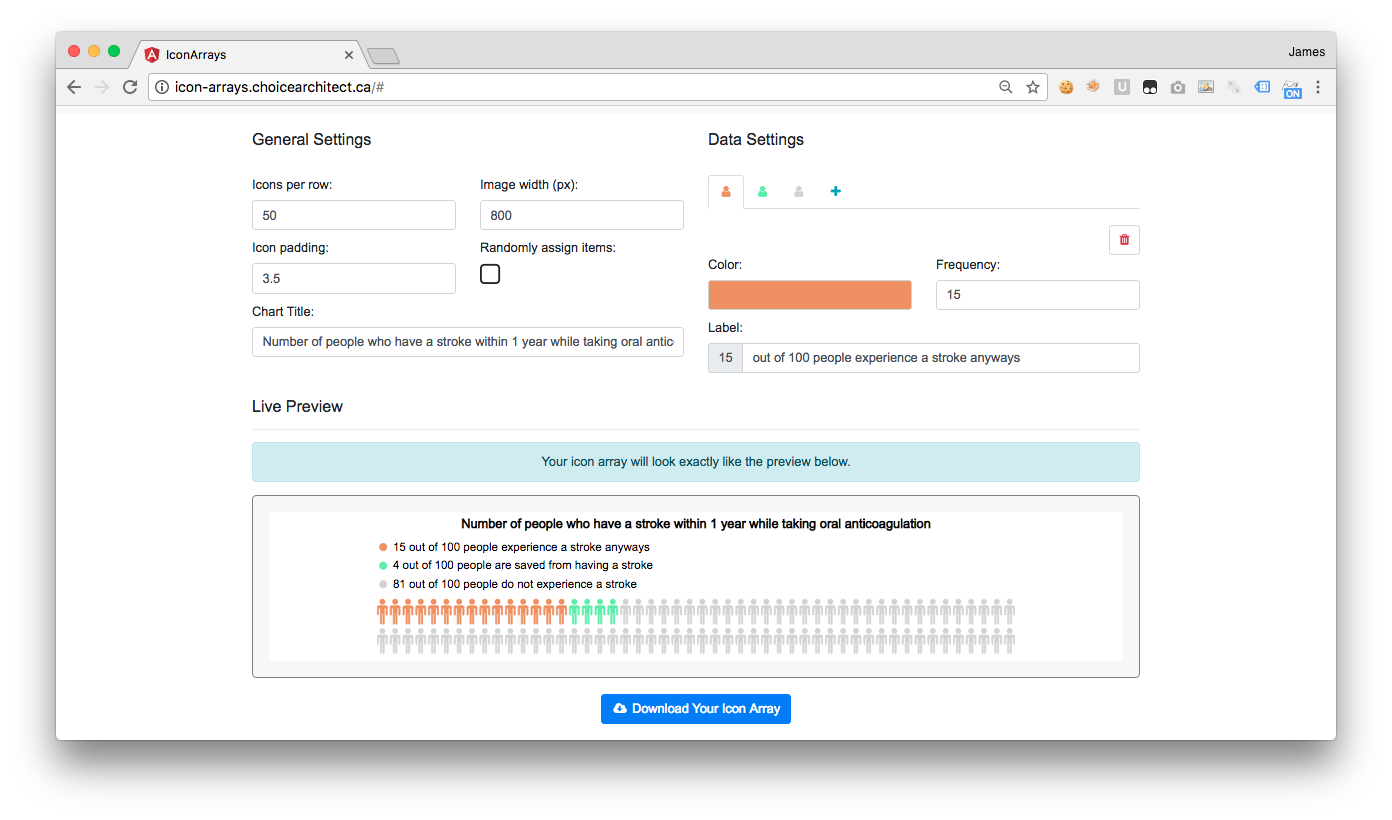 IconArrays
James
icon-arrays.choicearchitect.ca/#
U
ON
General Settings
Data Settings
Icons per row:
Image width (px):
50
800
Icon padding:
Randomly assign items:
3.5
Chart Title:
Number of people who have a stroke within 1 year while taking oral antic
Color:
Frequency:
15
Label:
15 out of 100 people experience a stroke anyways
Live Preview
Your icon array will look exactly like the preview below.
Number of people who have a stroke within 1 year while taking oral anticoagulation
15 out of 100 people experience a stroke anyways
4 out of 100 people are saved from having a stroke
81 out of 100 people do not experience a stroke
Download Your Icon Array